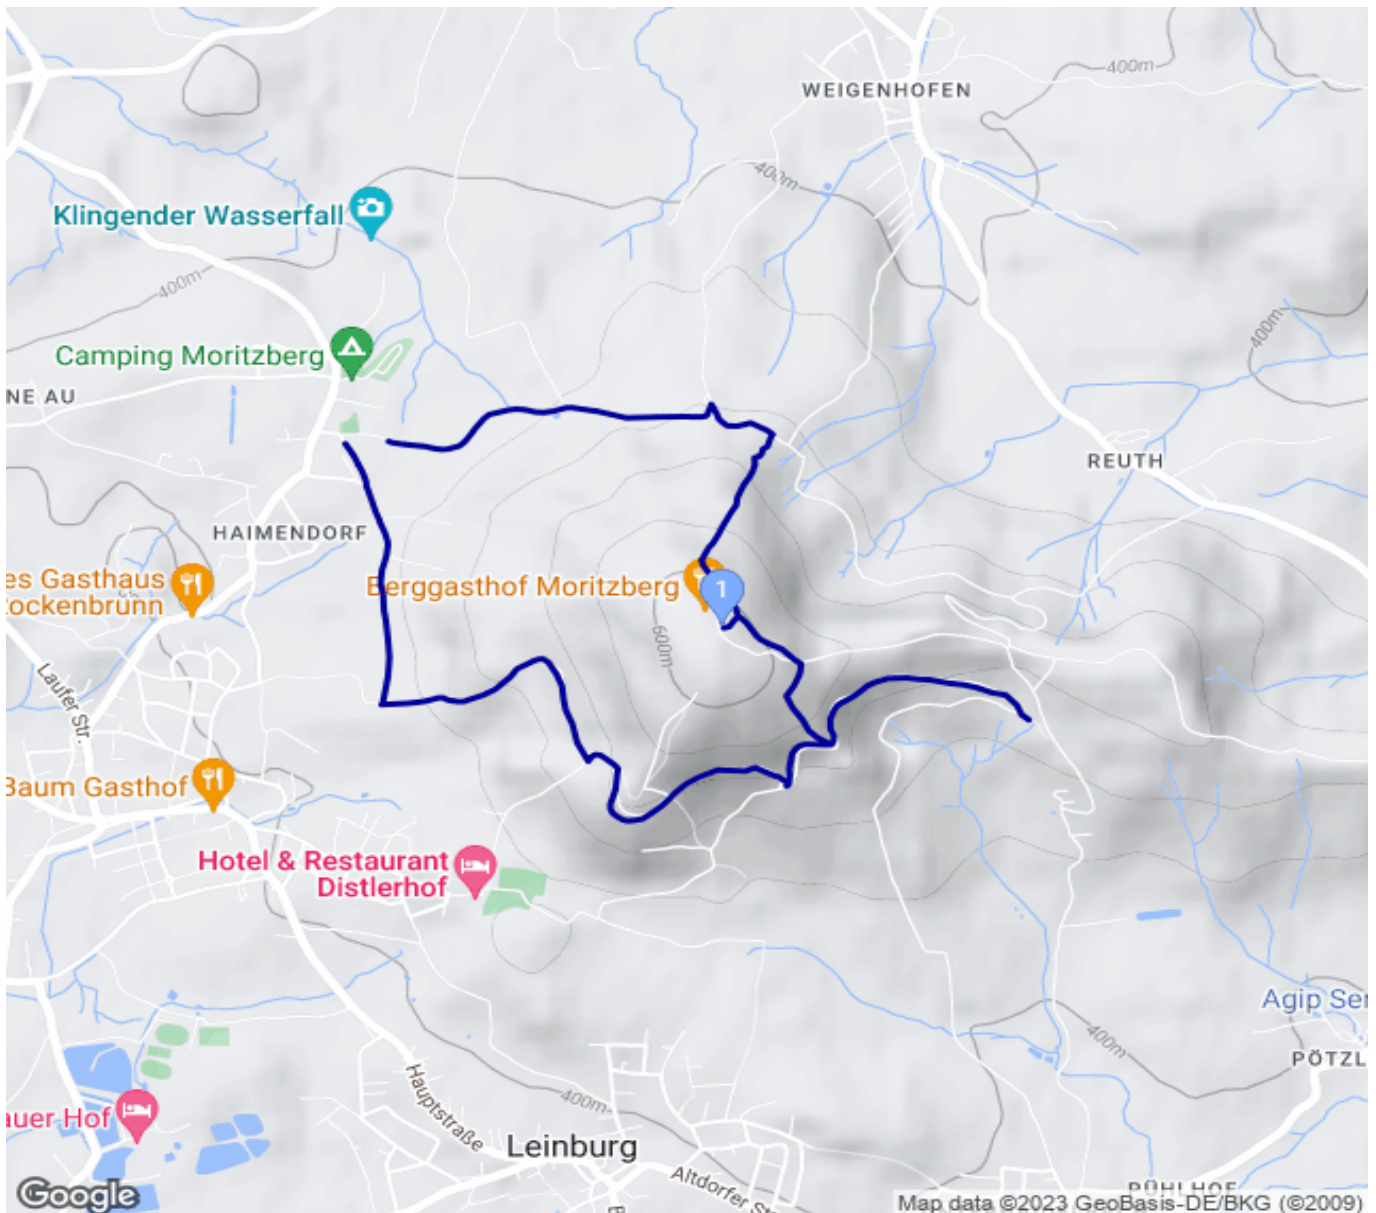 400m
WEIGENHOFEN
400m
Klingender Wasserfall
400m
400m
Camping Moritzberg
NE AU
REUTH
HAIMENDORF
es Gasthaus
ockenbrunn
Berggasthof Moritzberg
1
600m
Laufer Str.
Baum Gasthof
Hotel & Restaurant
Distlerhof
Agip Ser
400m
PÖTZL
Hauptstraße
400m
auer Hof
Leinburg
Altdorfer St
PÜHLHOF
Google
Map data ©2023 GeoBasis-DE/BKG (©2009)